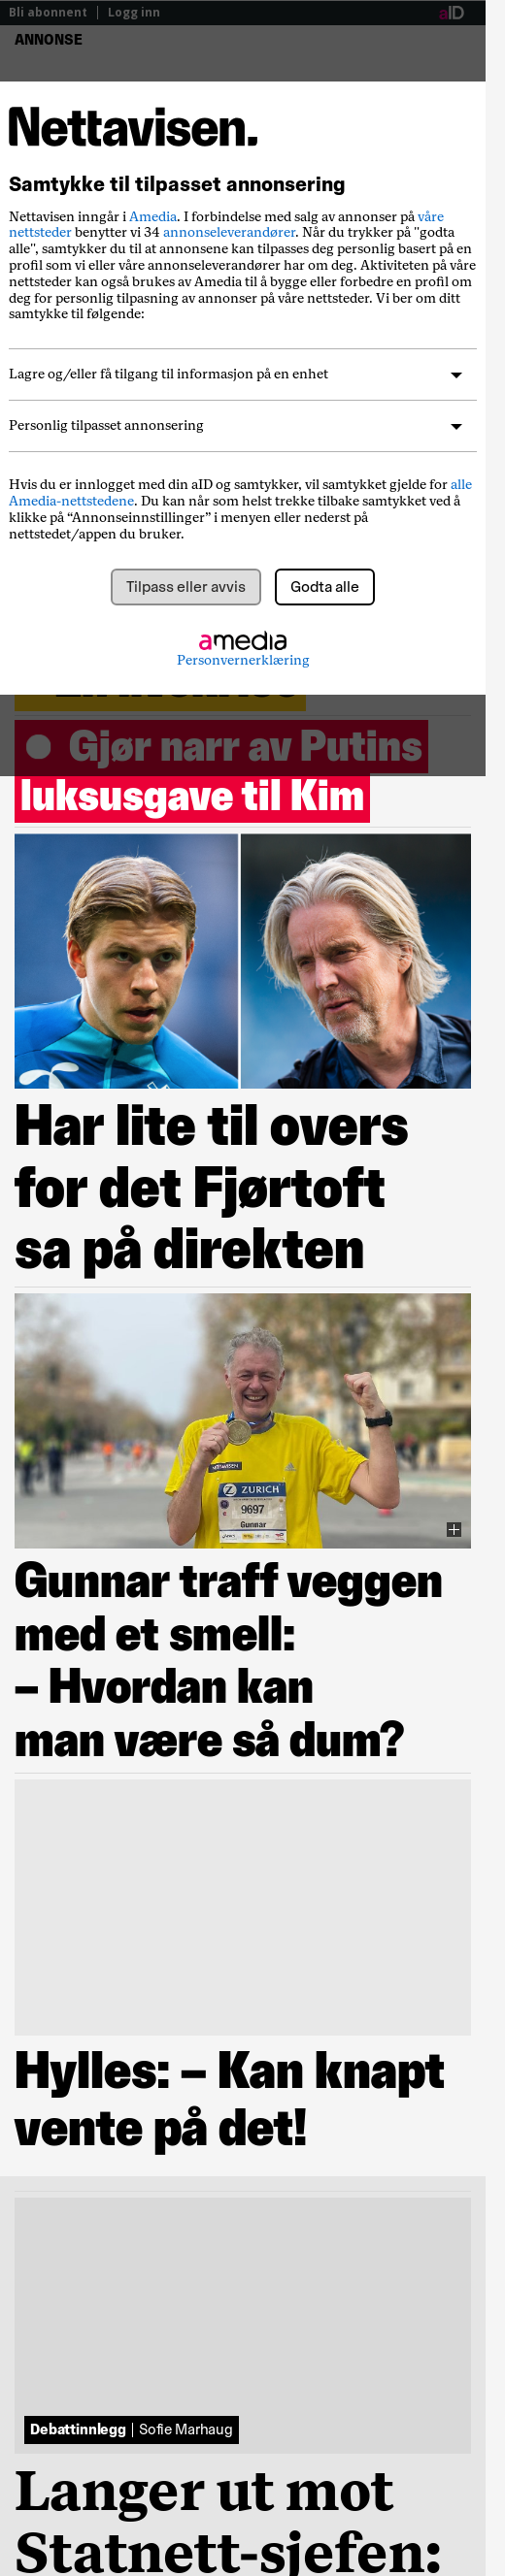 Bli abonnent | Logg inn
aID
ANNONSE
Nettavisen.
Samtykke til tilpasset annonsering
Nettavisen inngår i Amedia. I forbindelse med salg av annonser på våre
nettsteder benytter vi 34 annonseleverandører. Når du trykker på "godta
alle", samtykker du til at annonsene kan tilpasses deg personlig basert på en
profil som vi eller våre annonseleverandører har om deg. Aktiviteten på våre
nettsteder kan også brukes av Amedia til å bygge eller forbedre en profil om
deg for personlig tilpasning av annonser på våre nettsteder. Vi ber om ditt
samtykke til følgende:
Lagre og/eller få tilgang til informasjon på en enhet
Personlig tilpasset annonsering
Hvis du er innlogget med din aID og samtykker, vil samtykket gjelde for alle
Amedia-nettstedene. Du kan når som helst trekke tilbake samtykket ved å
klikke på “Annonseinnstillinger” i menyen eller nederst på
nettstedet/appen du bruker.
Tilpass eller avvis
Godta alle
amedia
Personvernerklæring
Gjør narr av Putins
luksusgave til Kim
Har lite til overs
for det Fjørtoft
sa på direkten
NETTAVISEN
ZURICH
9697
Gunnar
Gunnar traff veggen
med et smell:
– Hvordan kan
man være så dum?
Hylles: – Kan knapt
vente på det!
Debattinnlegg | Sofie Marhaug
Langer ut mot
Statnett-sjefen: